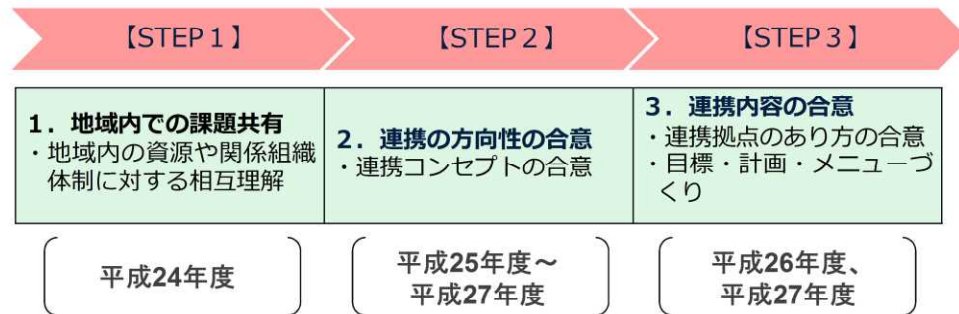 【STEP１】
【STEP２】
【STEP３】
1．地域内での課題共有
・地域内の資源や関係組織
体制に対する相互理解
2．連携の方向性の合意
・連携コンセプトの合意
3．連携内容の合意
・連携拠点のあり方の合意
・目標・計画・メニューづ
くり
平成24年度
平成25年度～
平成27年度
平成26年度、
平成27年度